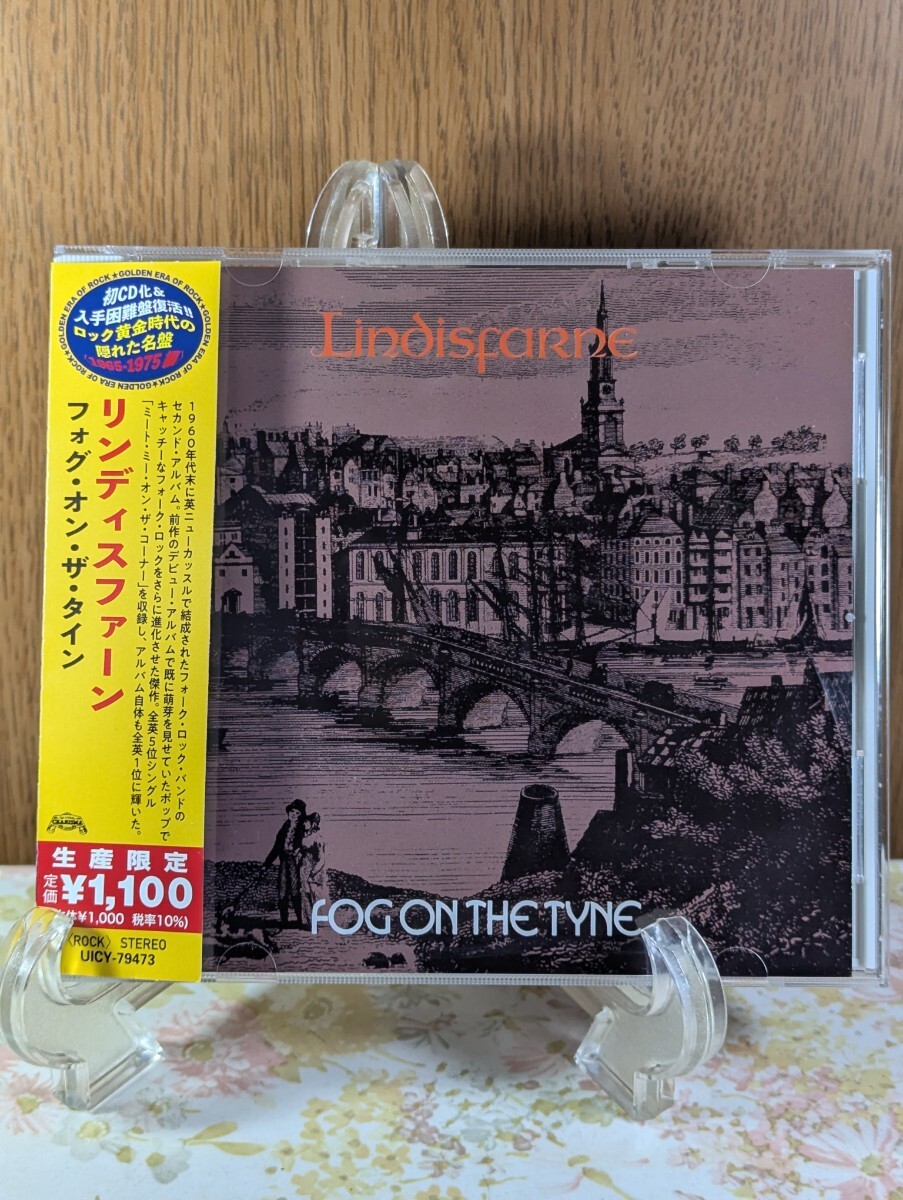 ★GOLDEN ERA OF ROCK★GOLDEN ERA OF ROCK★GOLDEN ERA OF ROCK
初CD化&
入手困難盤復活!!
ロック黄金時代の
隠れた名盤
リンディスファーン
フォグ・オン・ザ・タイン
1960年代末に英ニューカッスルで結成されたフォーク・ロック・バンドの
セカンド・アルバム。前作のデビュー・アルバムで既に萌芽を見せていたポップで
キャッチーなフォーク・ロックをさらに進化させた傑作。全英5位シングル
「ミート・ミー・オン・ザ・コーナー」を収録し、アルバム自体も全英1位に輝いた。
生産限定
定価¥1,100
¥1,000 税率10%)
〈ROCK〉 STEREO
UICY-79473
Lindisfarne
FOG ON THE TYNE